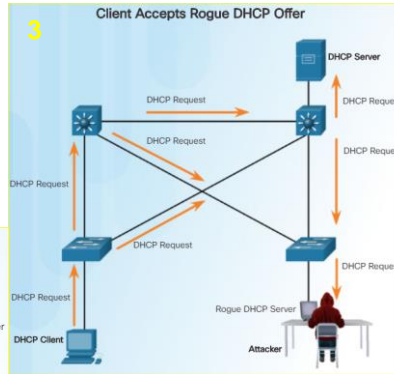 3
Client Accepts Rogue DHCP Offer
DHCP Server
DHCP Request
DHCP Reque
DHCP Request
DHCP Reque
DHCP Request
DHCP Request
DHCP Reque
DHCP Request
Rogue DHCP Server
er
DHCP Client
Attacker